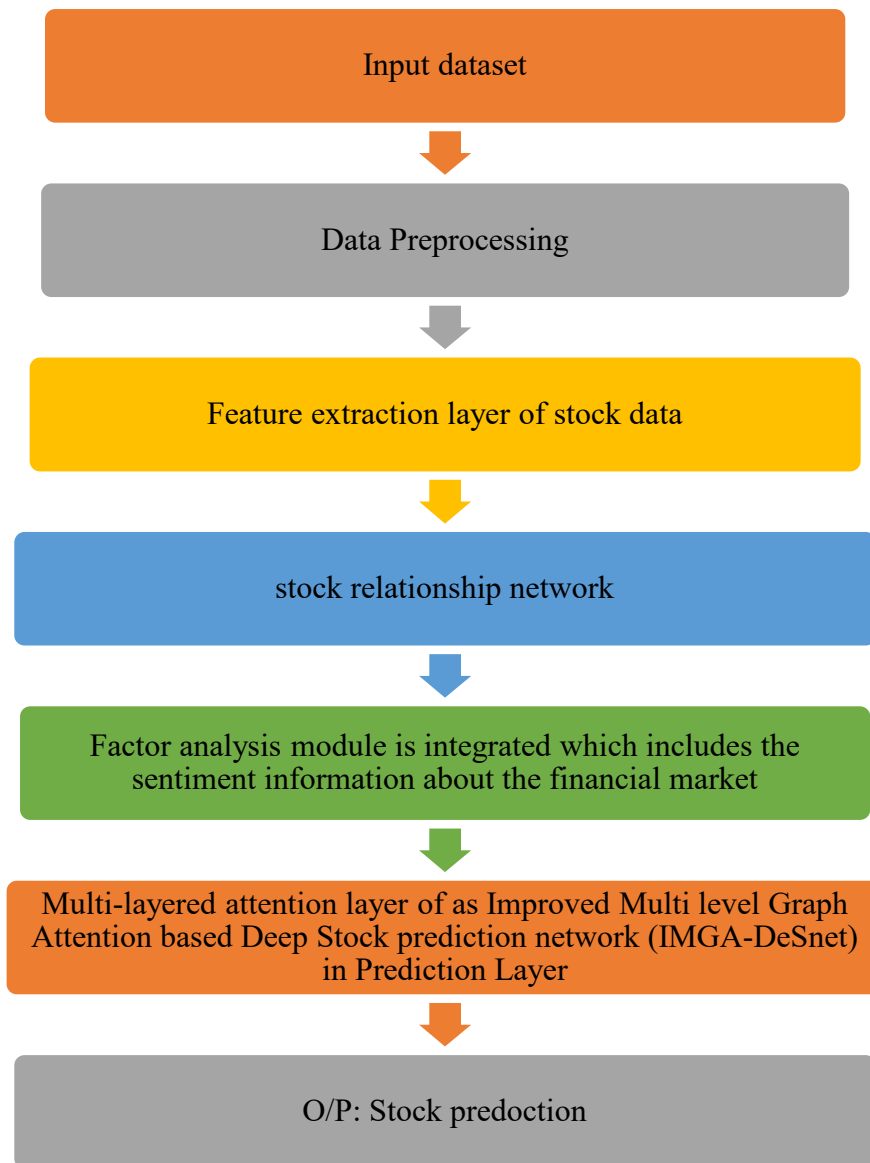 Input dataset
Data Preprocessing
Feature extraction layer of stock data
stock relationship network
Factor analysis module is integrated which includes the
sentiment information about the financial market
Multi-layered attention layer of as Improved Multi level Graph
Attention based Deep Stock prediction network (IMGA-DeSnet)
in Prediction Layer
O/P: Stock predoction